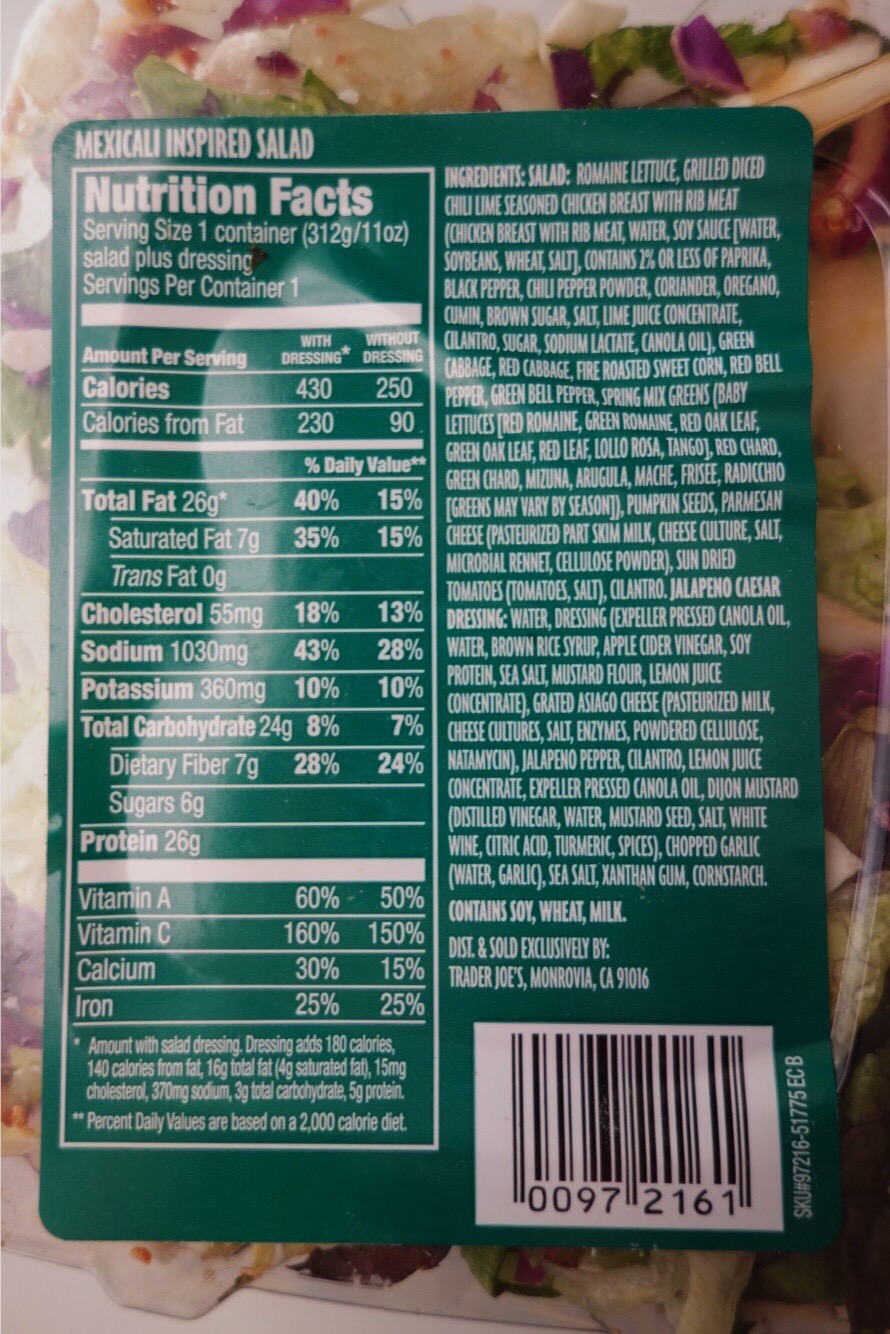 MEXICALI INSPIRED SALAD
Nutrition Facts
Serving Size 1 container (312g/11oz)
salad plus dressing
Servings Per Container 1
Amount Per Serving WITH DRESSING* WITHOUT DRESSING
Calories 430 250
Calories from Fat 230 90
% Daily Value**
Total Fat 26g* 40% 15%
Saturated Fat 7g 35% 15%
Trans Fat 0g
Cholesterol 55mg 18% 13%
Sodium 1030mg 43% 28%
Potassium 360mg 10% 10%
Total Carbohydrate 24g 8% 7%
Dietary Fiber 7g 28% 24%
Sugars 6g
Protein 26g
Vitamin A 60% 50%
Vitamin C 160% 150%
Calcium 30% 15%
Iron 25% 25%
* Amount with salad dressing. Dressing adds 180 calories,
140 calories from fat, 16g total fat (4g saturated fat), 15mg
cholesterol, 370mg sodium, 3g total carbohydrate, 5g protein.
** Percent Daily Values are based on a 2,000 calorie diet.
INGREDIENTS: SALAD: ROMAINE LETTUCE, GRILLED DICED
CHILI LIME SEASONED CHICKEN BREAST WITH RIB MEAT
(CHICKEN BREAST WITH RIB MEAT, WATER, SOY SAUCE [WATER,
SOYBEANS, WHEAT, SALT], CONTAINS 2% OR LESS OF PAPRIKA,
BLACK PEPPER, CHILI PEPPER POWDER, CORIANDER, OREGANO,
CUMIN, BROWN SUGAR, SALT, LIME JUICE CONCENTRATE,
CILANTRO, SUGAR, SODIUM LACTATE, CANOLA OIL), GREEN
CABBAGE, RED CABBAGE, FIRE ROASTED SWEET CORN, RED BELL
PEPPER, GREEN BELL PEPPER, SPRING MIX GREENS (BABY
LETTUCES [RED ROMAINE, GREEN ROMAINE, RED OAK LEAF,
GREEN OAK LEAF, RED LEAF, LOLLO ROSA, TANGO], RED CHARD,
GREEN CHARD, MIZUNA, ARUGULA, MACHE, FRISEE, RADICCHIO
[GREENS MAY VARY BY SEASON]), PUMPKIN SEEDS, PARMESAN
CHEESE (PASTEURIZED PART SKIM MILK, CHEESE CULTURE, SALT,
MICROBIAL RENNET, CELLULOSE POWDER), SUN DRIED
TOMATOES (TOMATOES, SALT), CILANTRO. JALAPENO CAESAR
DRESSING: WATER, DRESSING (EXPELLER PRESSED CANOLA OIL,
WATER, BROWN RICE SYRUP, APPLE CIDER VINEGAR, SOY
PROTEIN, SEA SALT, MUSTARD FLOUR, LEMON JUICE
CONCENTRATE), GRATED ASIAGO CHEESE (PASTEURIZED MILK,
CHEESE CULTURES, SALT, ENZYMES, POWDERED CELLULOSE,
NATAMYCIN), JALAPENO PEPPER, CILANTRO, LEMON JUICE
CONCENTRATE, EXPELLER PRESSED CANOLA OIL, DIJON MUSTARD
(DISTILLED VINEGAR, WATER, MUSTARD SEED, SALT, WHITE
WINE, CITRIC ACID, TURMERIC, SPICES), CHOPPED GARLIC
(WATER, GARLIC), SEA SALT, XANTHAN GUM, CORNSTARCH.
CONTAINS SOY, WHEAT, MILK.
DIST. & SOLD EXCLUSIVELY BY:
TRADER JOE'S, MONROVIA, CA 91016
0097 2161
SKU#97216-51775 EC B